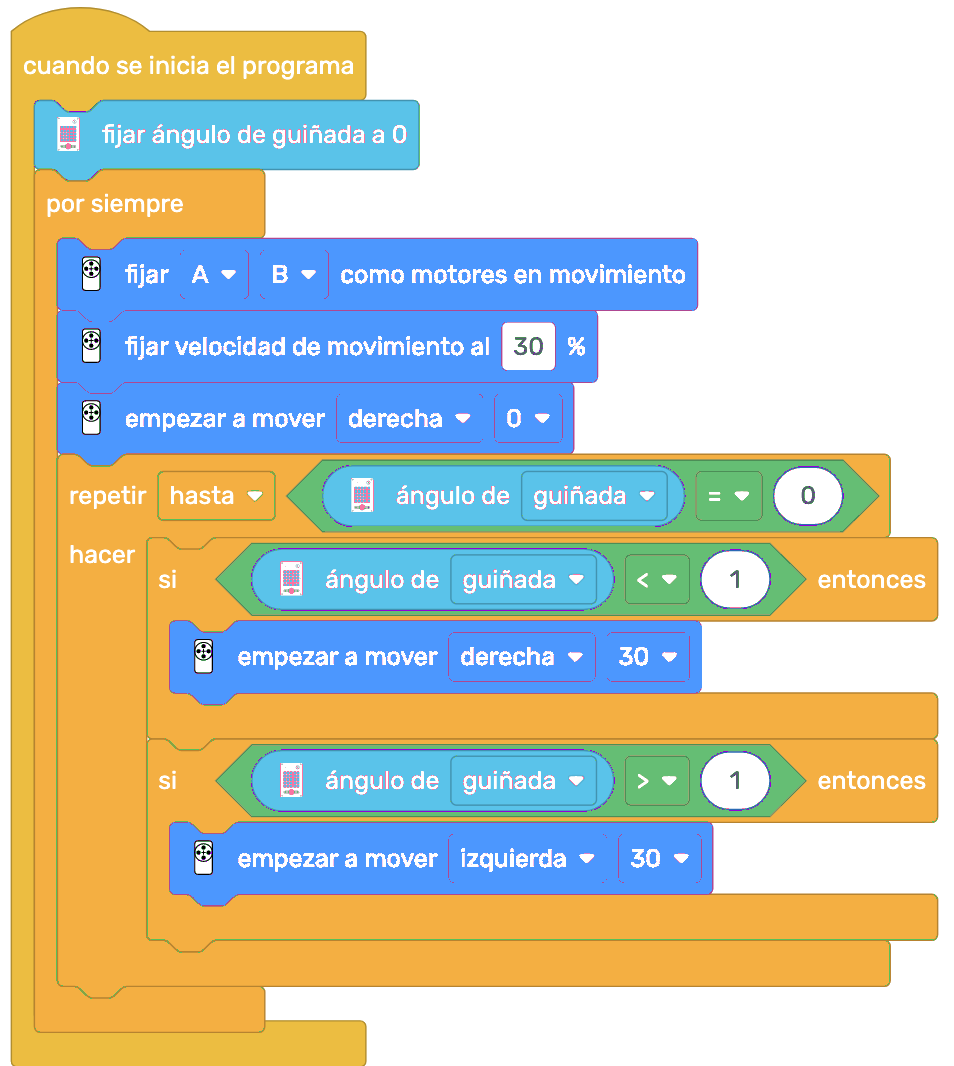 cuando se inicia el programa
fijar ángulo de guiñada a 0
por siempre
fijar A B como motores en movimiento
fijar velocidad de movimiento al 30 %
empezar a mover derecha 0
repetir hasta ángulo de guiñada = 0
hacer
si ángulo de guiñada < 1 entonces
empezar a mover derecha 30
si ángulo de guiñada > 1 entonces
empezar a mover izquierda 30